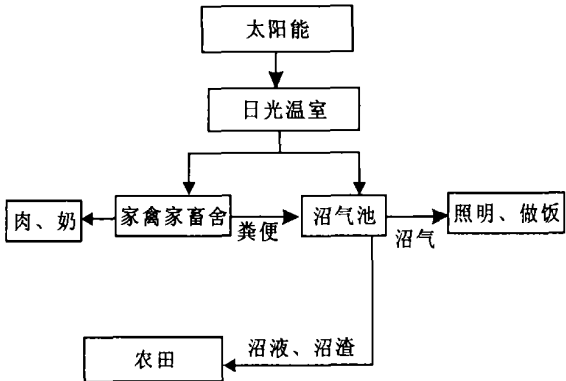 太阳能
日光温室
肉、奶
家禽家畜舍
粪便
沼气池
沼气
照明、做饭
农田
沼液、沼渣